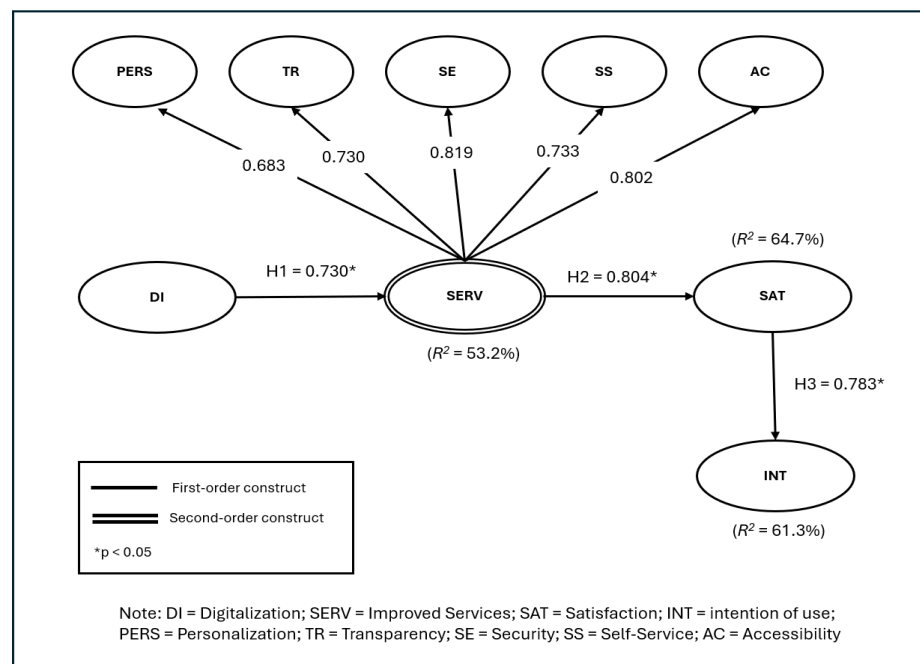 PERS
TR
SE
SS
AC
0.683
0.730
0.819
0.733
0.802
(R² = 64.7%)
H1 = 0.730*
H2 = 0.804*
DI
SERV
SAT
(R² = 53.2%)
H3 = 0.783*
INT
(R² = 61.3%)
First-order construct
Second-order construct
*p < 0.05
Note: DI = Digitalization; SERV = Improved Services; SAT = Satisfaction; INT = intention of use;
PERS = Personalization; TR = Transparency; SE = Security; SS = Self-Service; AC = Accessibility